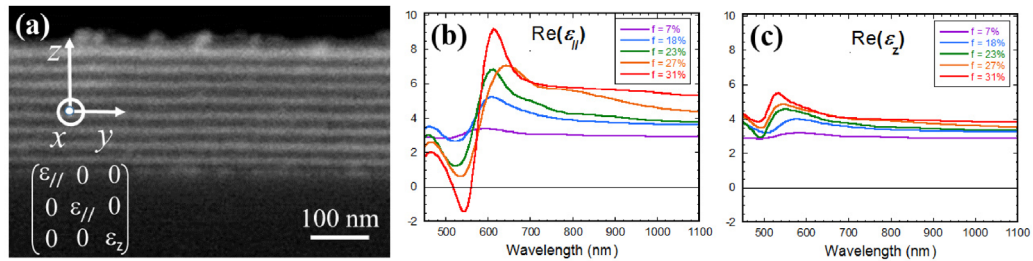 (a)
z
x y
ε// 0 0
0 ε// 0
0 0 εz
100 nm
(b)
Re(ε//)
f = 7%
f = 18%
f = 23%
f = 27%
f = 31%
10
8
6
4
2
0
-2
500 600 700 800 900 1000 1100
Wavelength (nm)
(c)
Re(εz)
f = 7%
f = 18%
f = 23%
f = 27%
f = 31%
10
8
6
4
2
0
-2
500 600 700 800 900 1000 1100
Wavelength (nm)